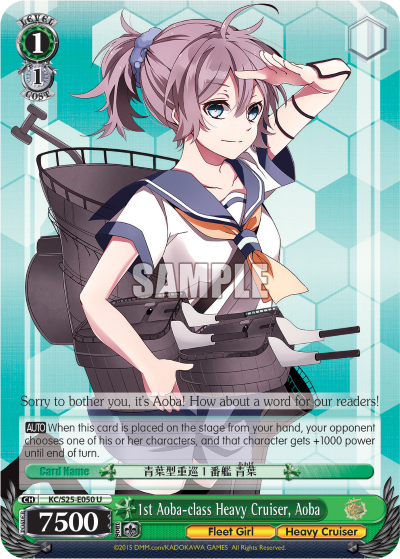 LEVEL
1
1
COST
SAMPLE
Sorry to bother you, it's Aoba! How about a word for our readers!
AUTO When this card is placed on the stage from your hand, your opponent
chooses one of his or her characters, and that character gets +1000 power
until end of turn.
Card Name 青葉型重巡1番艦 青葉
CH KC/S25-E050 U
1st Aoba-class Heavy Cruiser, Aoba
POWER 7500 SOUL
Fleet Girl Heavy Cruiser
©2015 DMM.com/KADOKAWA GAMES All Rights Reserved.